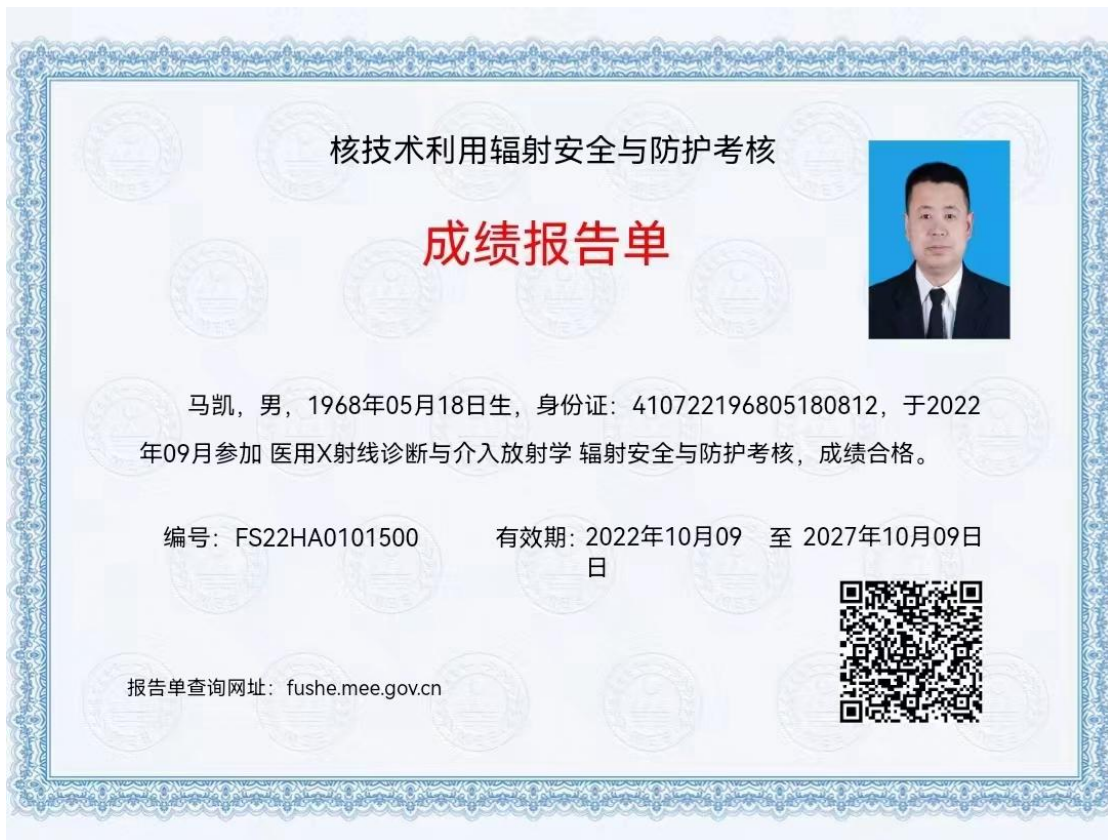 核技术利用辐射安全与防护考核
成绩报告单
马凯，男，1968年05月18日生，身份证：410722196805180812，于2022
年09月参加 医用X射线诊断与介入放射学 辐射安全与防护考核，成绩合格。
编号：FS22HA0101500 有效期：2022年10月09日 至 2027年10月09日
报告单查询网址：fushe.mee.gov.cn